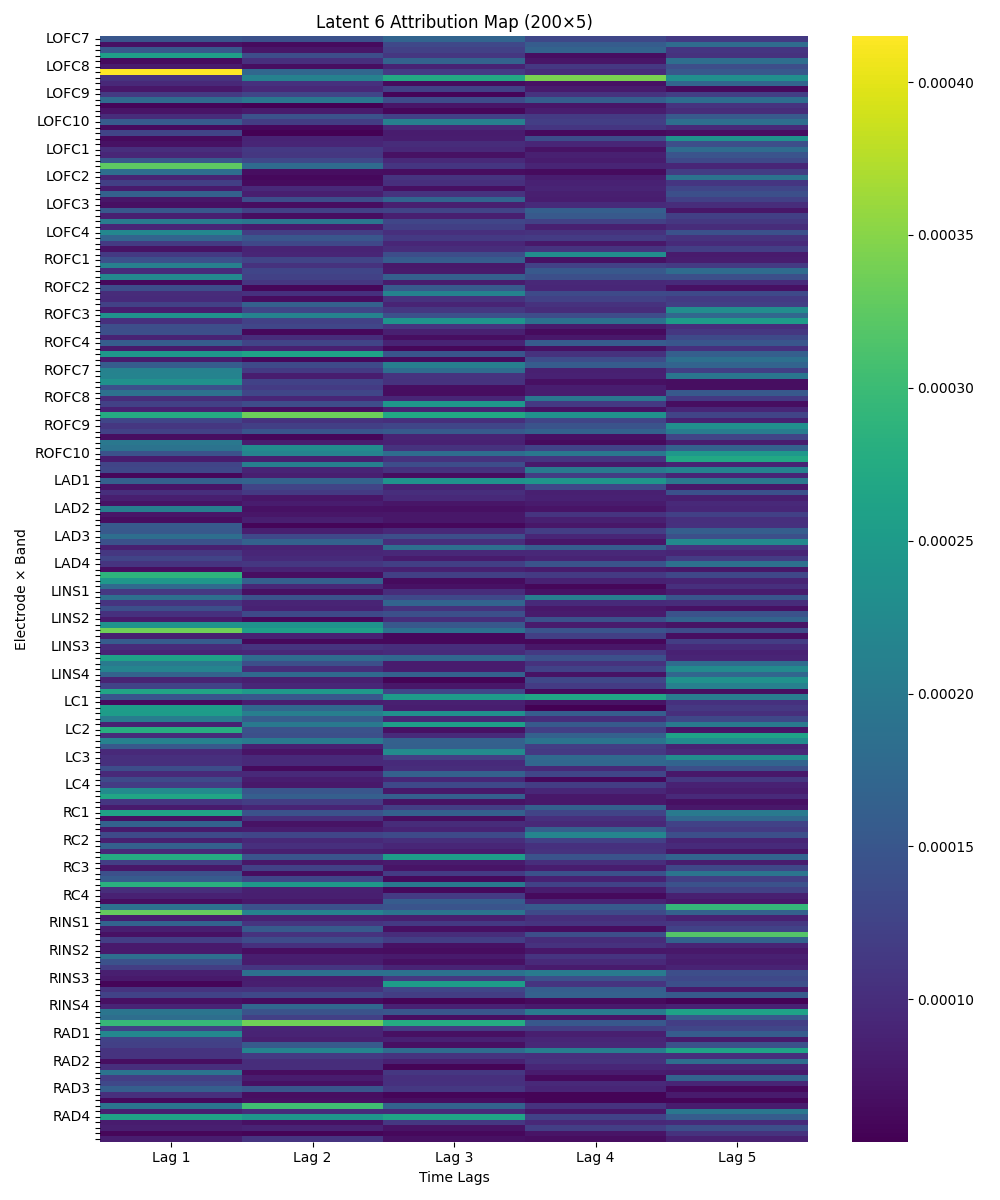 Latent 6 Attribution Map (200×5)
LOFC7
LOFC8
LOFC9
LOFC10
LOFC1
LOFC2
LOFC3
LOFC4
ROFC1
ROFC2
ROFC3
ROFC4
ROFC7
ROFC8
ROFC9
ROFC10
LAD1
LAD2
LAD3
LAD4
LINS1
LINS2
LINS3
LINS4
LC1
LC2
LC3
LC4
RC1
RC2
RC3
RC4
RINS1
RINS2
RINS3
RINS4
RAD1
RAD2
RAD3
RAD4
Electrode × Band
Lag 1 Lag 2 Lag 3 Lag 4 Lag 5
Time Lags
0.00040
0.00035
0.00030
0.00025
0.00020
0.00015
0.00010